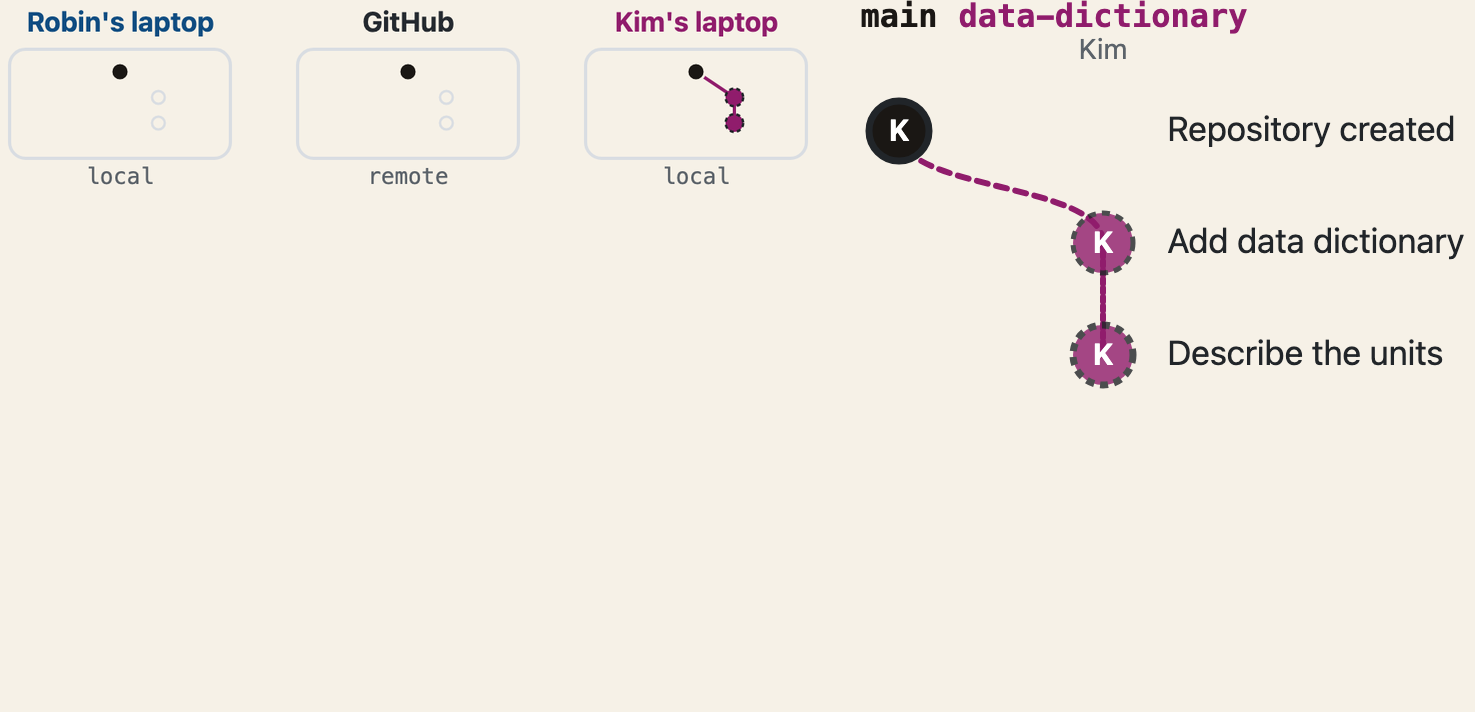 Robin's laptop
local
GitHub
remote
Kim's laptop
local
main data-dictionary
Kim
K Repository created
K Add data dictionary
K Describe the units